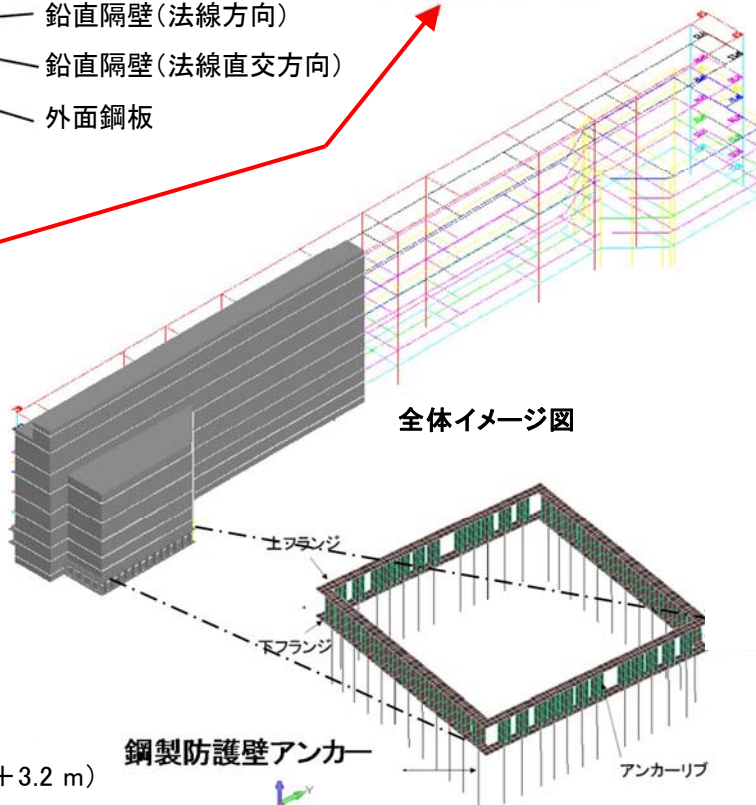 鉛直隔壁(法線方向)
鉛直隔壁(法線直交方向)
外面鋼板
全体イメージ図
上フランジ
下フランジ
鋼製防護壁アンカー
アンカーリブ
+3.2 m)
Y